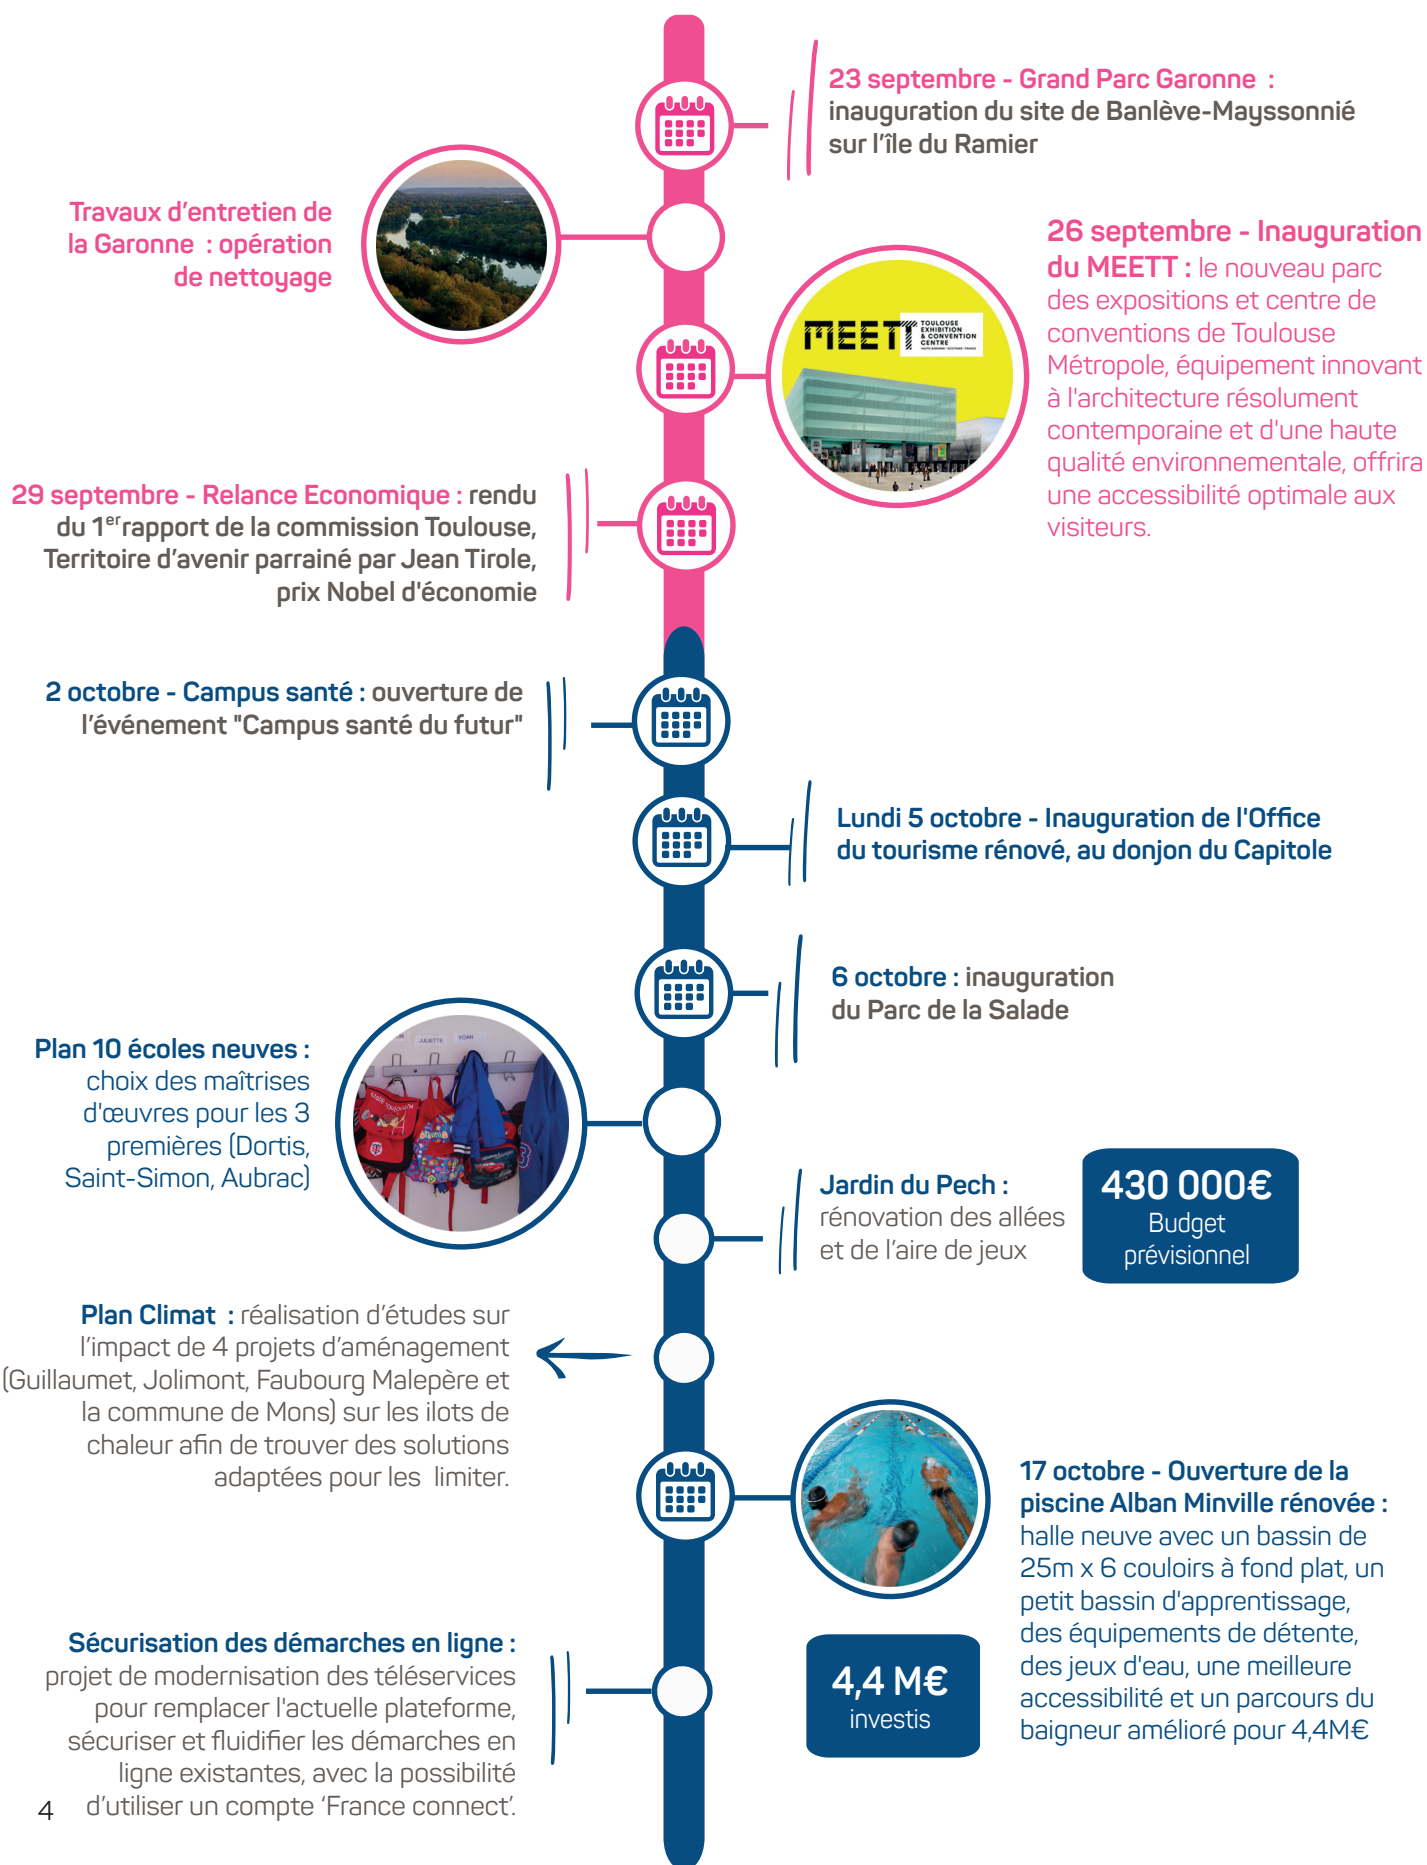 23 septembre - Grand Parc Garonne :
inauguration du site de Banlève-Mayssonnié
sur l'île du Ramier
Travaux d'entretien de
la Garonne : opération
de nettoyage
26 septembre - Inauguration
du MEETT : le nouveau parc
des expositions et centre de
conventions de Toulouse
Métropole, équipement innovant
à l'architecture résolument
contemporaine et d'une haute
qualité environnementale, offrira
une accessibilité optimale aux
visiteurs.
MEETT
TOULOUSE
EXHIBITION
& CONVENTION
CENTRE
29 septembre - Relance Economique : rendu
du 1er rapport de la commission Toulouse,
Territoire d'avenir parrainé par Jean Tirole,
prix Nobel d'économie
2 octobre - Campus santé : ouverture de
l'événement "Campus santé du futur"
Lundi 5 octobre - Inauguration de l'Office
du tourisme rénové, au donjon du Capitole
6 octobre : inauguration
du Parc de la Salade
Plan 10 écoles neuves :
choix des maîtrises
d'œuvres pour les 3
premières (Dortis,
Saint-Simon, Aubrac)
JULIETTE
YOAN
Jardin du Pech :
rénovation des allées
et de l'aire de jeux
430 000€
Budget
prévisionnel
Plan Climat : réalisation d'études sur
l'impact de 4 projets d'aménagement
(Guillaumet, Jolimont, Faubourg Malepère et
la commune de Mons) sur les ilots de
chaleur afin de trouver des solutions
adaptées pour les limiter.
17 octobre - Ouverture de la
piscine Alban Minville rénovée :
halle neuve avec un bassin de
25m x 6 couloirs à fond plat, un
petit bassin d'apprentissage,
des équipements de détente,
des jeux d'eau, une meilleure
accessibilité et un parcours du
baigneur amélioré pour 4,4M€
4,4 M€
investis
Sécurisation des démarches en ligne :
projet de modernisation des téléservices
pour remplacer l'actuelle plateforme,
sécuriser et fluidifier les démarches en
ligne existantes, avec la possibilité
d'utiliser un compte 'France connect'.
4